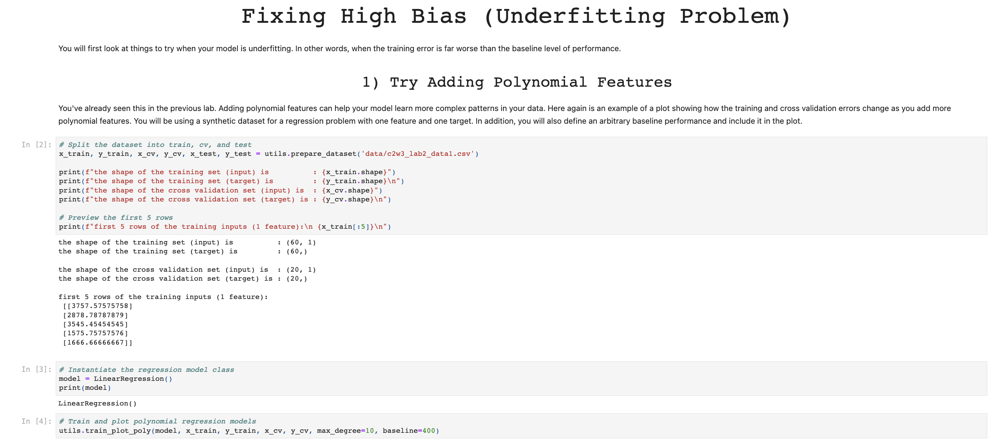 Fixing High Bias (Underfitting Problem)
You will first look at things to try when your model is underfitting. In other words, when the training error is far worse than the baseline level of performance.
1) Try Adding Polynomial Features
You've already seen this in the previous lab. Adding polynomial features can help your model learn more complex patterns in your data. Here again is an example of a plot showing how the training and cross validation errors change as you add more
polynomial features. You will be using a synthetic dataset for a regression problem with one feature and one target. In addition, you will also define an arbitrary baseline performance and include it in the plot.
In [2]: # Split the dataset into train, cv, and test
x_train, y_train, x_cv, y_cv, x_test, y_test = utils.prepare_dataset('data/c2w3_lab2_data1.csv')
print(f"the shape of the training set (input) is          : {x_train.shape}")
print(f"the shape of the training set (target) is         : {y_train.shape}\n")
print(f"the shape of the cross validation set (input) is  : {x_cv.shape}")
print(f"the shape of the cross validation set (target) is : {y_cv.shape}\n")
# Preview the first 5 rows
print(f"first 5 rows of the training inputs (1 feature):\n {x_train[:5]}\n")
the shape of the training set (input) is          : (60, 1)
the shape of the training set (target) is         : (60,)
the shape of the cross validation set (input) is  : (20, 1)
the shape of the cross validation set (target) is : (20,)
first 5 rows of the training inputs (1 feature):
[[3757.57575758]
[2878.78787879]
[3545.45454545]
[1575.75757576]
[1666.66666667]]
In [3]: # Instantiate the regression model class
model = LinearRegression()
print(model)
LinearRegression()
In [4]: # Train and plot polynomial regression models
utils.train_plot_poly(model, x_train, y_train, x_cv, y_cv, max_degree=10, baseline=400)